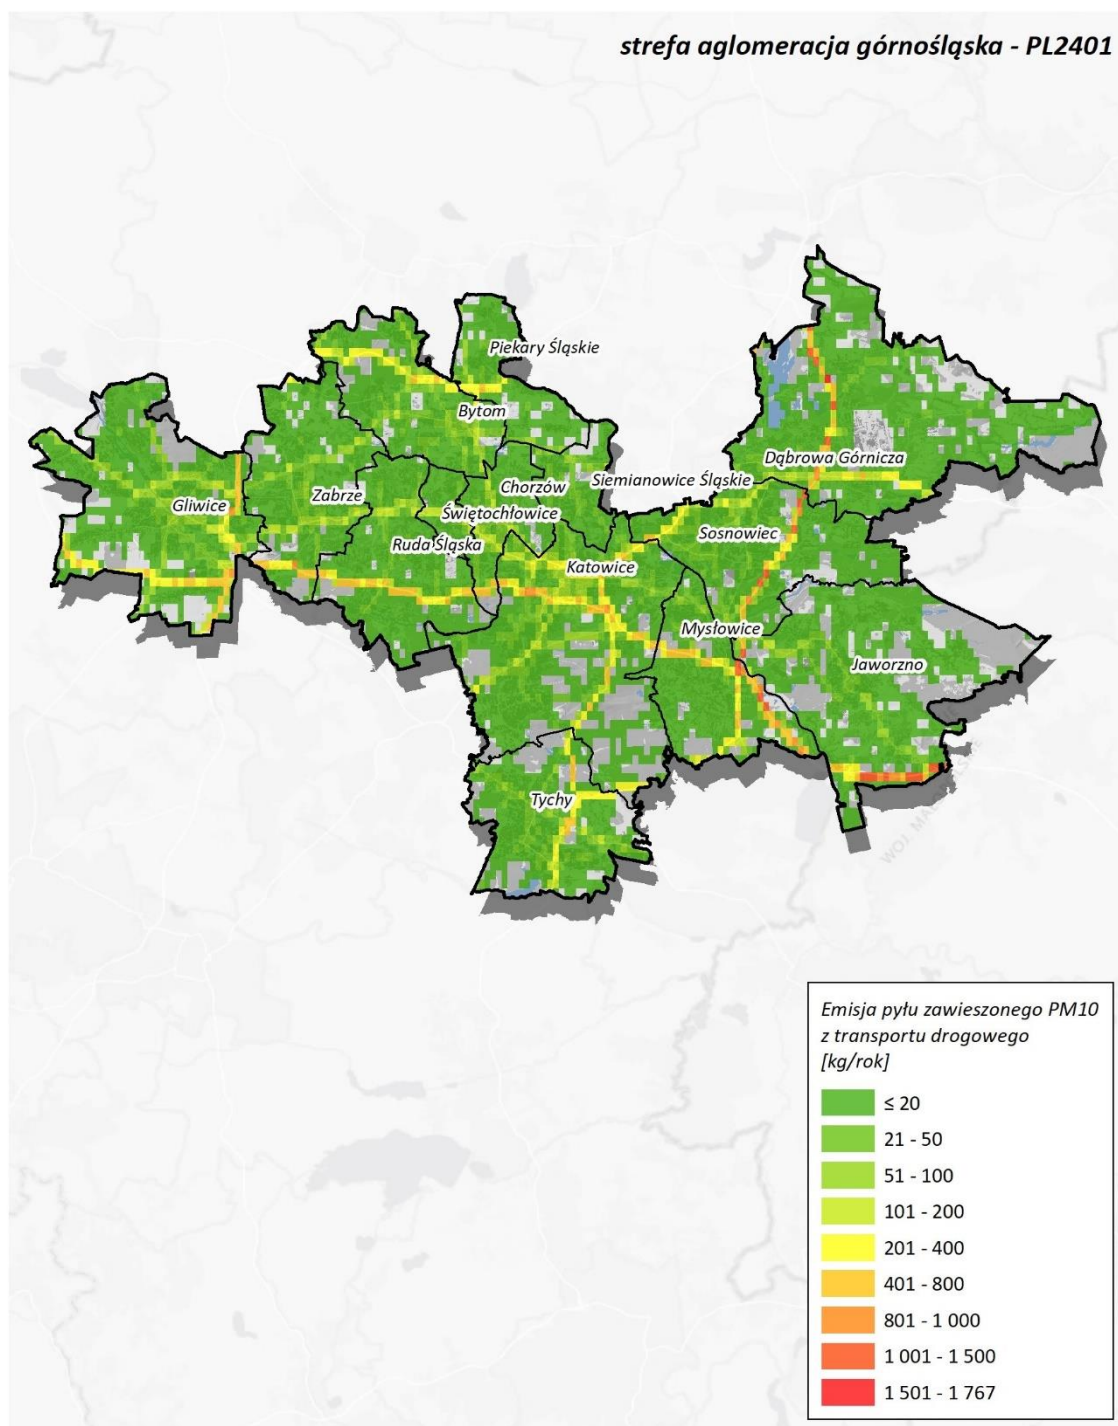 strefa aglomeracja górnośląska - PL2401
Piekary Śląskie
Bytom
Dąbrowa Górnicza
Siemianowice Śląskie
Chorzów
Zabrze
Gliwice
Świętochłowice
Sosnowiec
Ruda Śląska
Katowice
Mysłowice
Jaworzno
Tychy
Emisja pyłu zawieszonego PM10
z transportu drogowego
[kg/rok]
≤ 20
21 - 50
51 - 100
101 - 200
201 - 400
401 - 800
801 - 1 000
1 001 - 1 500
1 501 - 1 767